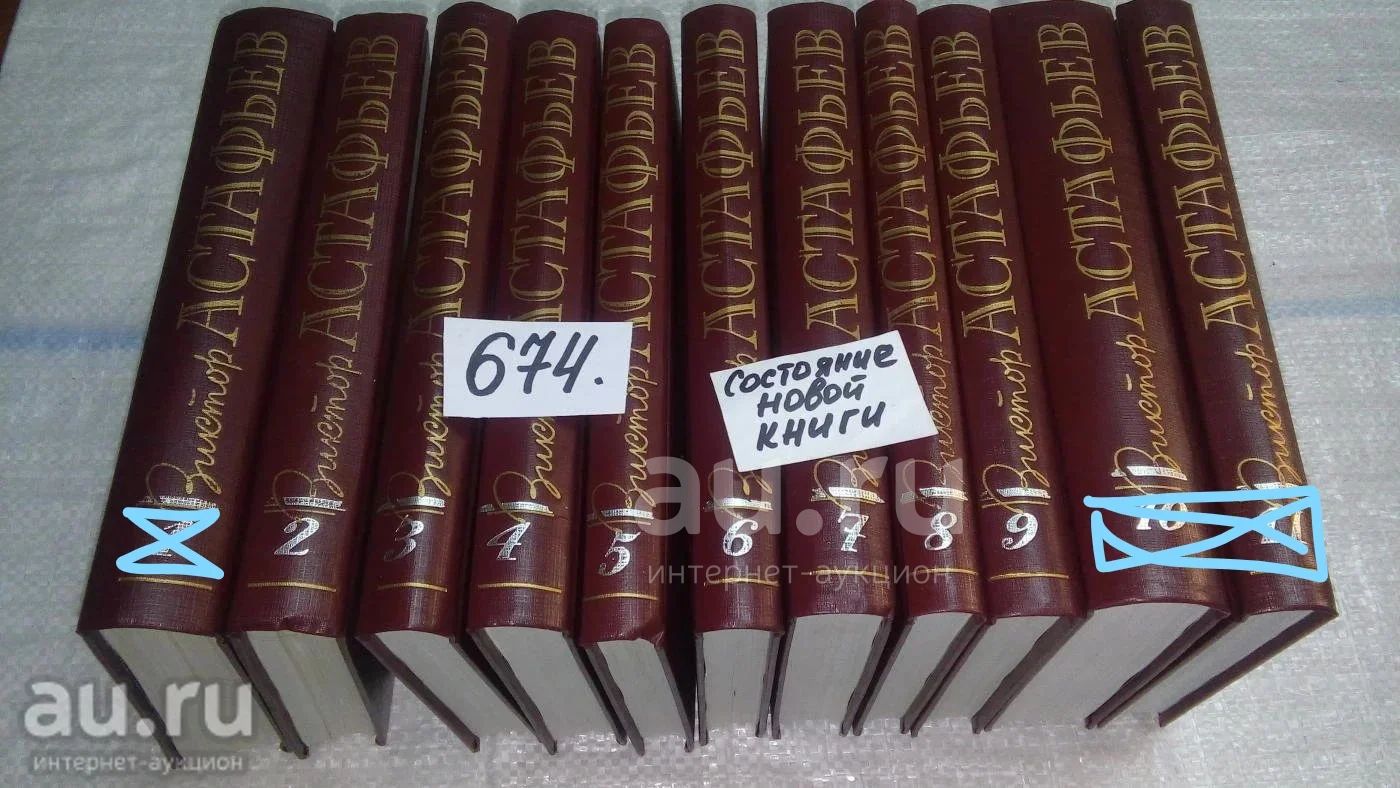 Виктор АСТАФЬЕВ
2
Виктор АСТАФЬЕВ
3
Виктор АСТАФЬЕВ
4
Виктор АСТАФЬЕВ
5
Виктор АСТАФЬЕВ
6
Виктор АСТАФЬЕВ
7
Виктор АСТАФЬЕВ
8
Виктор АСТАФЬЕВ
9
Виктор АСТАФЬЕВ
10
Виктор АСТАФЬЕВ
Виктор АСТАФЬЕВ
674.
СОСТОЯНИЕ
НОВОЙ
КНИГИ
au.ru
интернет-аукцион
au.ru
интернет-аукцион